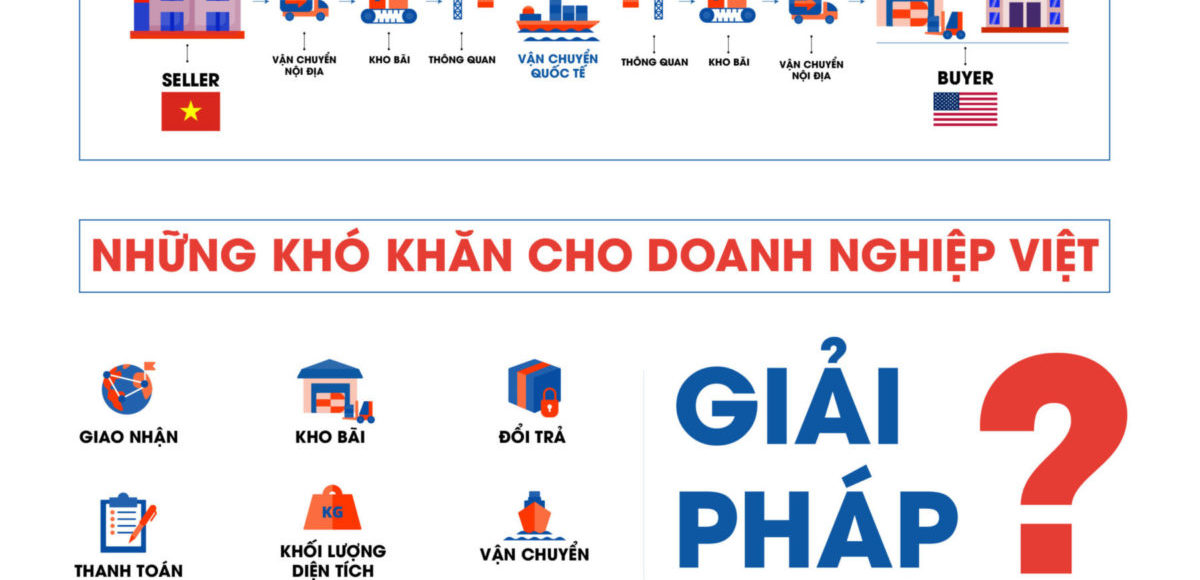 VẬN CHUYỂN
NỘI ĐỊA
KHO BÃI
THÔNG QUAN
VẬN CHUYỂN
QUỐC TẾ
THÔNG QUAN
KHO BÃI
VẬN CHUYỂN
NỘI ĐỊA
SELLER
BUYER
NHỮNG KHÓ KHĂN CHO DOANH NGHIỆP VIỆT
GIAO NHẬN
KHO BÃI
ĐỔI TRẢ
THANH TOÁN
KG
KHỐI LƯỢNG
DIỆN TÍCH
VẬN CHUYỂN
GIẢI
PHÁP
?